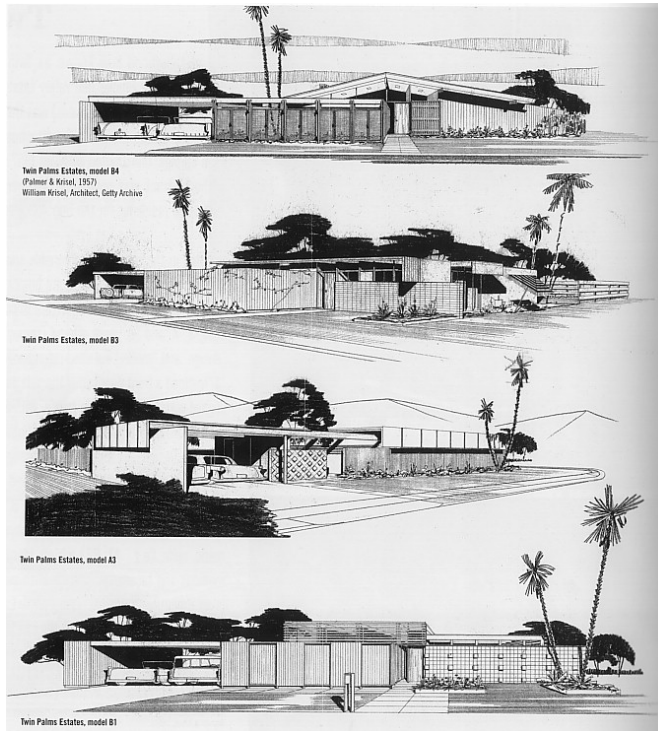 Twin Palms Estates, model B4
(Palmer & Krisel, 1957)
William Krisel, Architect, Getty Archive
Twin Palms Estates, model B3
Twin Palms Estates, model A3
Twin Palms Estates, model B1